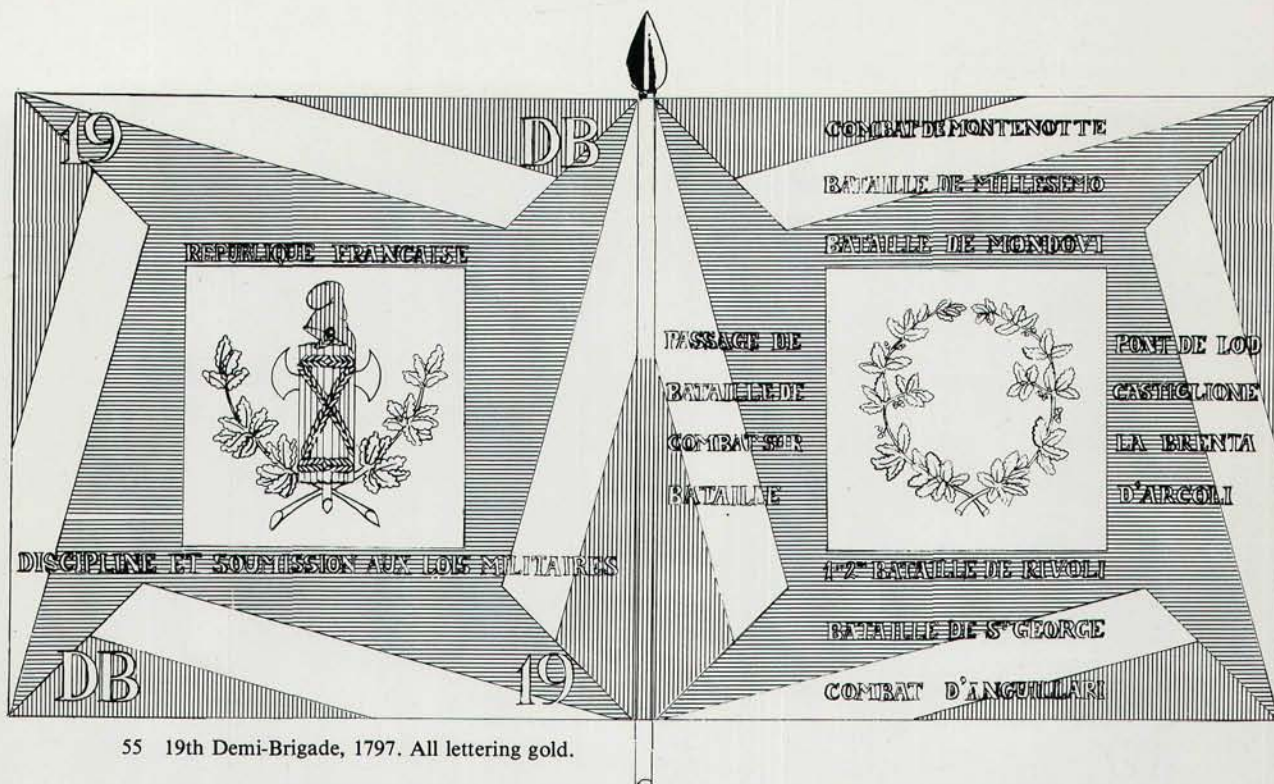 19 DB
REPUBLIQUE FRANCAISE
DISCIPLINE ET SOUMISSION AUX LOIS MILITAIRES
DB 19
COMBAT DE MONTENOTTE
BATAILLE DE MILLESEMO
BATAILLE DE MONDOVI
PASSAGE DE PONT DE LOD
BATAILLE DE CASTIGLIONE
COMBAT SUR LA BRENTA
BATAILLE D'ARCOLI
1re 2me BATAILLE DE RIVOLI
BATAILLE DE St GEORGE
COMBAT D'ANGUILLARI
55 19th Demi-Brigade, 1797. All lettering gold.